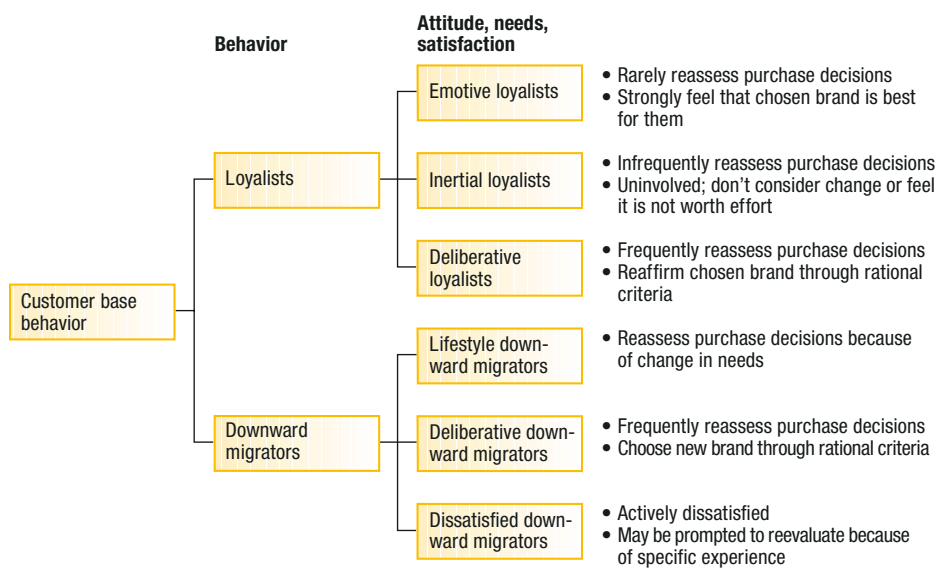 Behavior
Attitude, needs,
satisfaction
Emotive loyalists
• Rarely reassess purchase decisions
• Strongly feel that chosen brand is best
for them
Loyalists
Inertial loyalists
• Infrequently reassess purchase decisions
• Uninvolved; don’t consider change or feel
it is not worth effort
Deliberative
loyalists
• Frequently reassess purchase decisions
• Reaffirm chosen brand through rational
criteria
Customer base
behavior
Lifestyle down-
ward migrators
• Reassess purchase decisions because
of change in needs
Downward
migrators
Deliberative down-
ward migrators
• Frequently reassess purchase decisions
• Choose new brand through rational criteria
Dissatisfied down-
ward migrators
• Actively dissatisfied
• May be prompted to reevaluate because
of specific experience